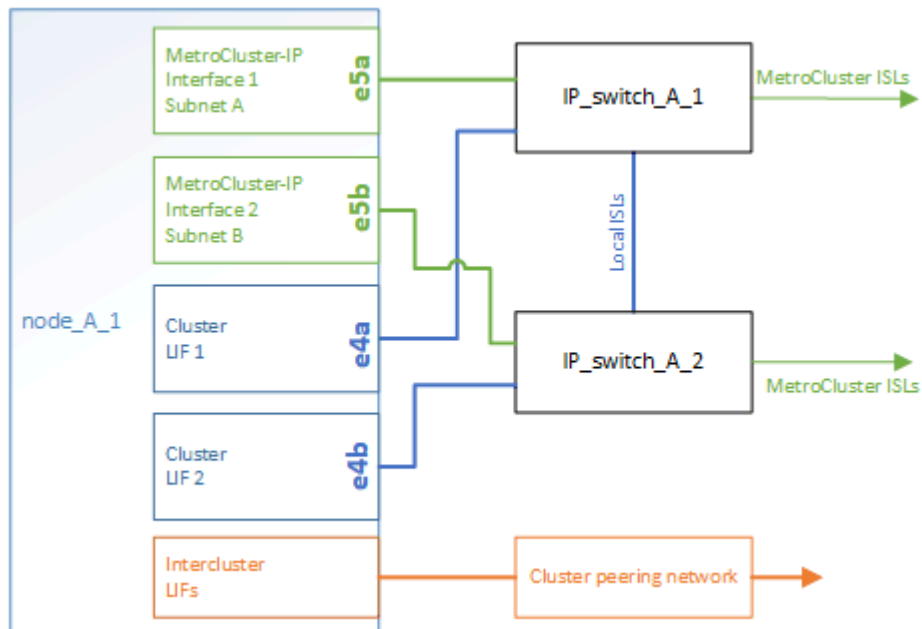 MetroCluster-IP
Interface 1
Subnet A
e5a
IP_switch_A_1
MetroCluster ISLs
MetroCluster-IP
Interface 2
Subnet B
e5b
Local ISLs
node_A_1
Cluster
LIF 1
e4a
IP_switch_A_2
MetroCluster ISLs
Cluster
LIF 2
e4b
Intercluster
LIFs
Cluster peering network